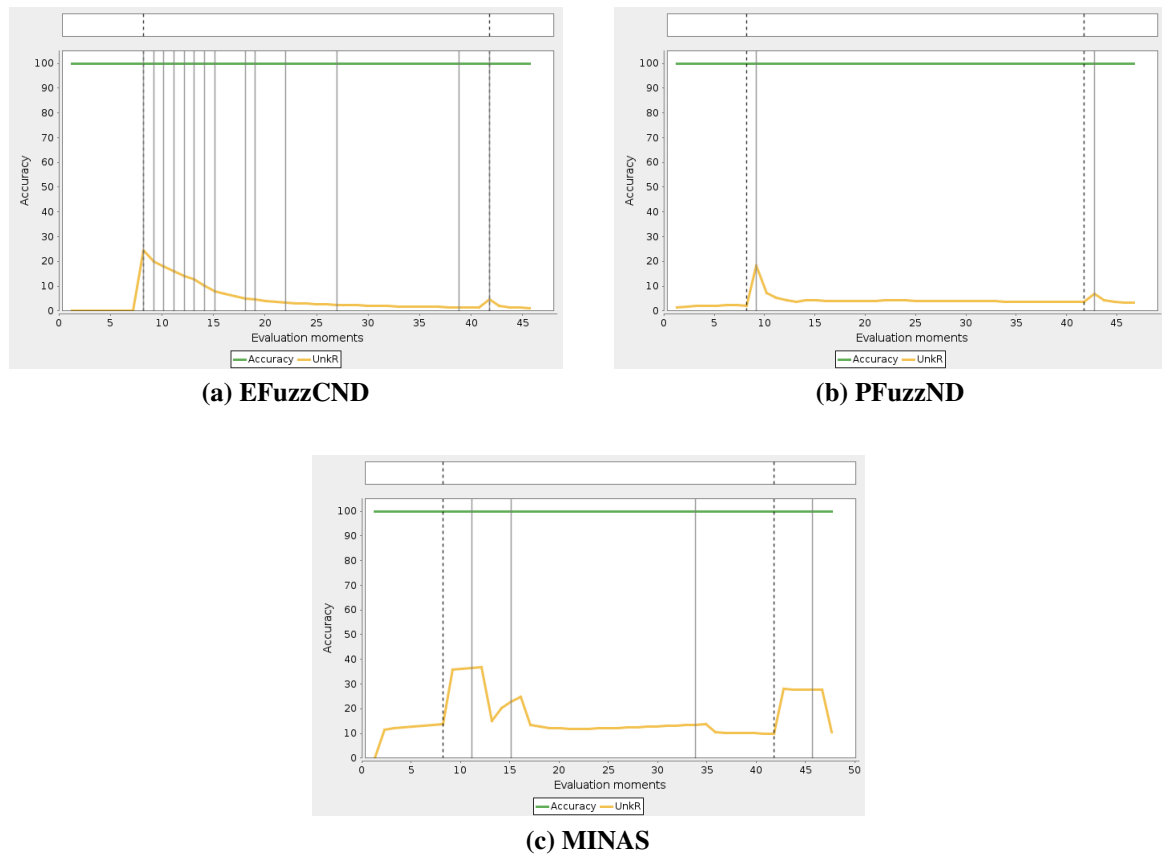 100
90
80
70
60
50
40
30
20
10
0
Accuracy
0 5 10 15 20 25 30 35 40 45
Evaluation moments
Accuracy UnkR
(a) EFuzzCND
100
90
80
70
60
50
40
30
20
10
0
Accuracy
0 5 10 15 20 25 30 35 40 45
Evaluation moments
Accuracy UnkR
(b) PFuzzND
100
90
80
70
60
50
40
30
20
10
0
Accuracy
0 5 10 15 20 25 30 35 40 45 50
Evaluation moments
Accuracy UnkR
(c) MINAS